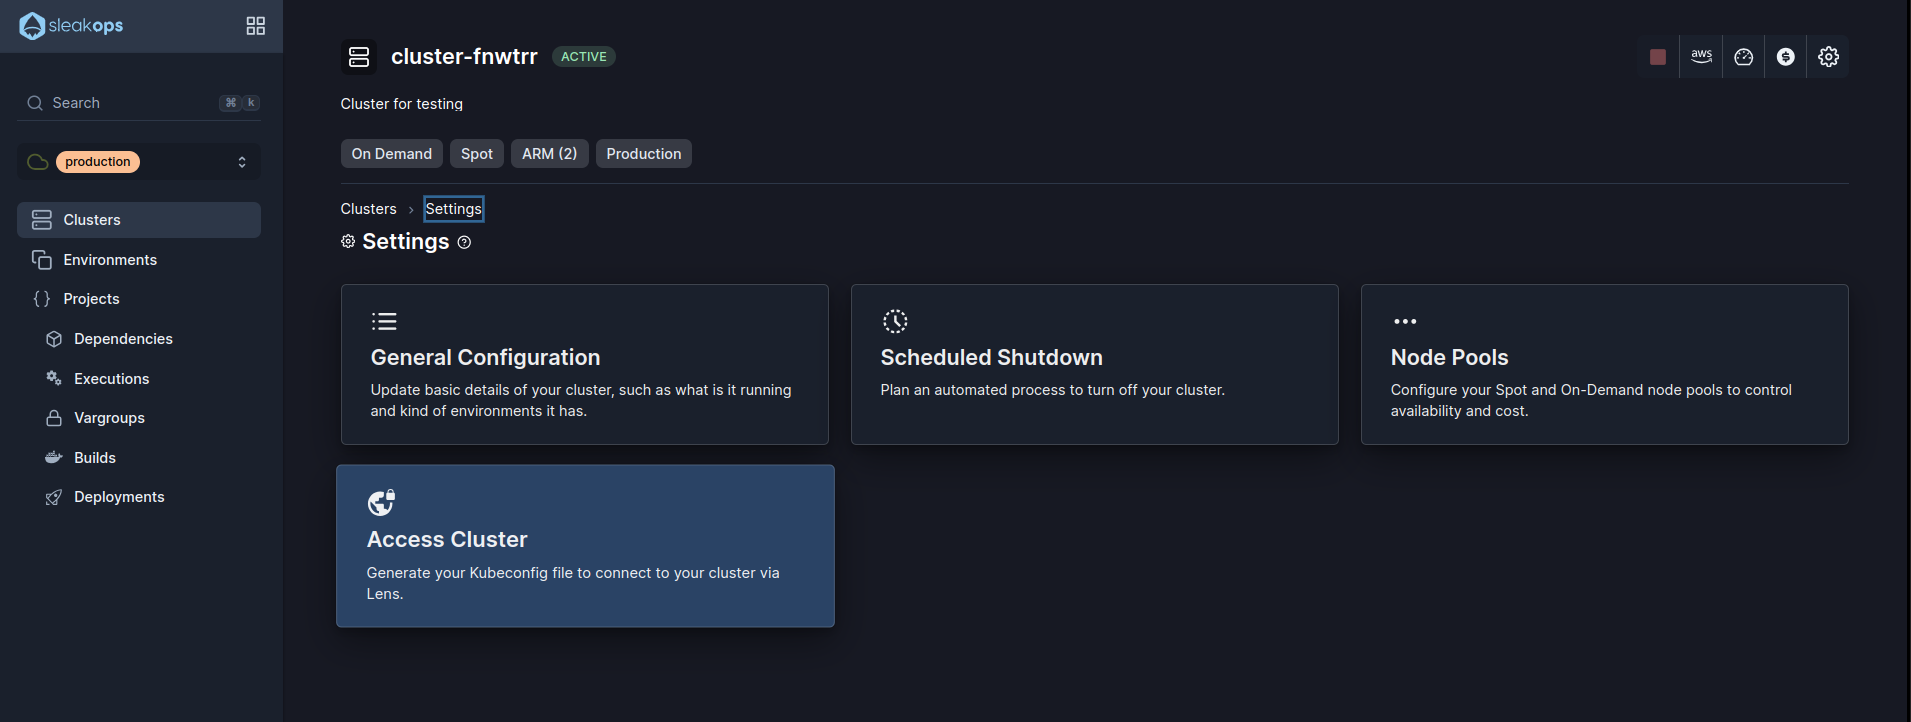 sleakops
Search ⌘ k
production
Clusters
Environments
Projects
Dependencies
Executions
Vargroups
Builds
Deployments
cluster-fnwtrr ACTIVE
aws
Cluster for testing
On Demand Spot ARM (2) Production
Clusters › Settings
Settings
General Configuration
Update basic details of your cluster, such as what is it running
and kind of environments it has.
Scheduled Shutdown
Plan an automated process to turn off your cluster.
Node Pools
Configure your Spot and On-Demand node pools to control
availability and cost.
Access Cluster
Generate your Kubeconfig file to connect to your cluster via
Lens.